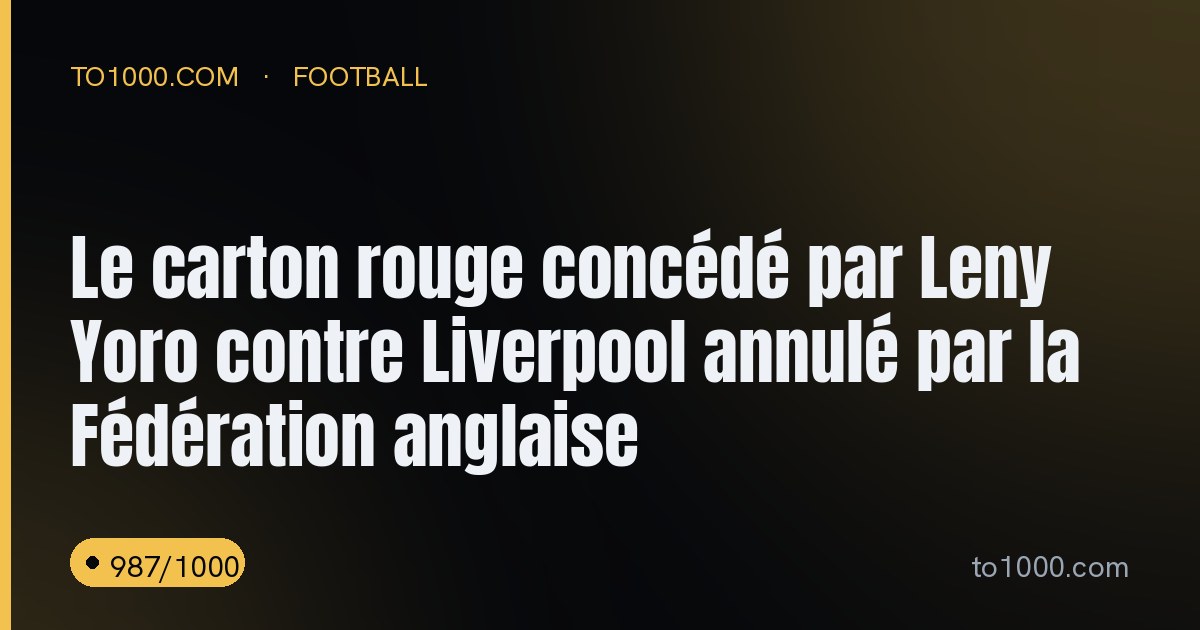 TO1000.COM · FOOTBALL
Le carton rouge concédé par Leny
Yoro contre Liverpool annulé par la
Fédération anglaise
987/1000
to1000.com